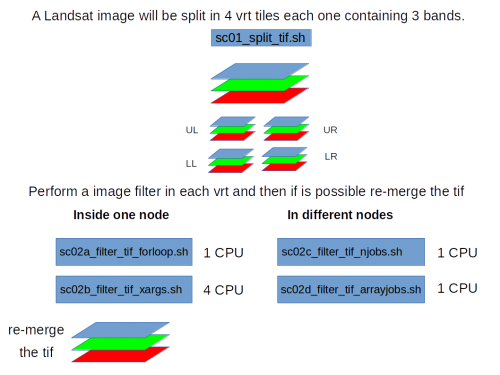 A Landsat image will be split in 4 vrt tiles each one containing 3 bands.
sc01_split_tif.sh
UL
UR
LL
LR
Perform a image filter in each vrt and then if is possible re-merge the tif
Inside one node
In different nodes
sc02a_filter_tif_forloop.sh
1 CPU
sc02c_filter_tif_njobs.sh
1 CPU
sc02b_filter_tif_xargs.sh
4 CPU
sc02d_filter_tif_arrayjobs.sh
1 CPU
re-merge
the tif